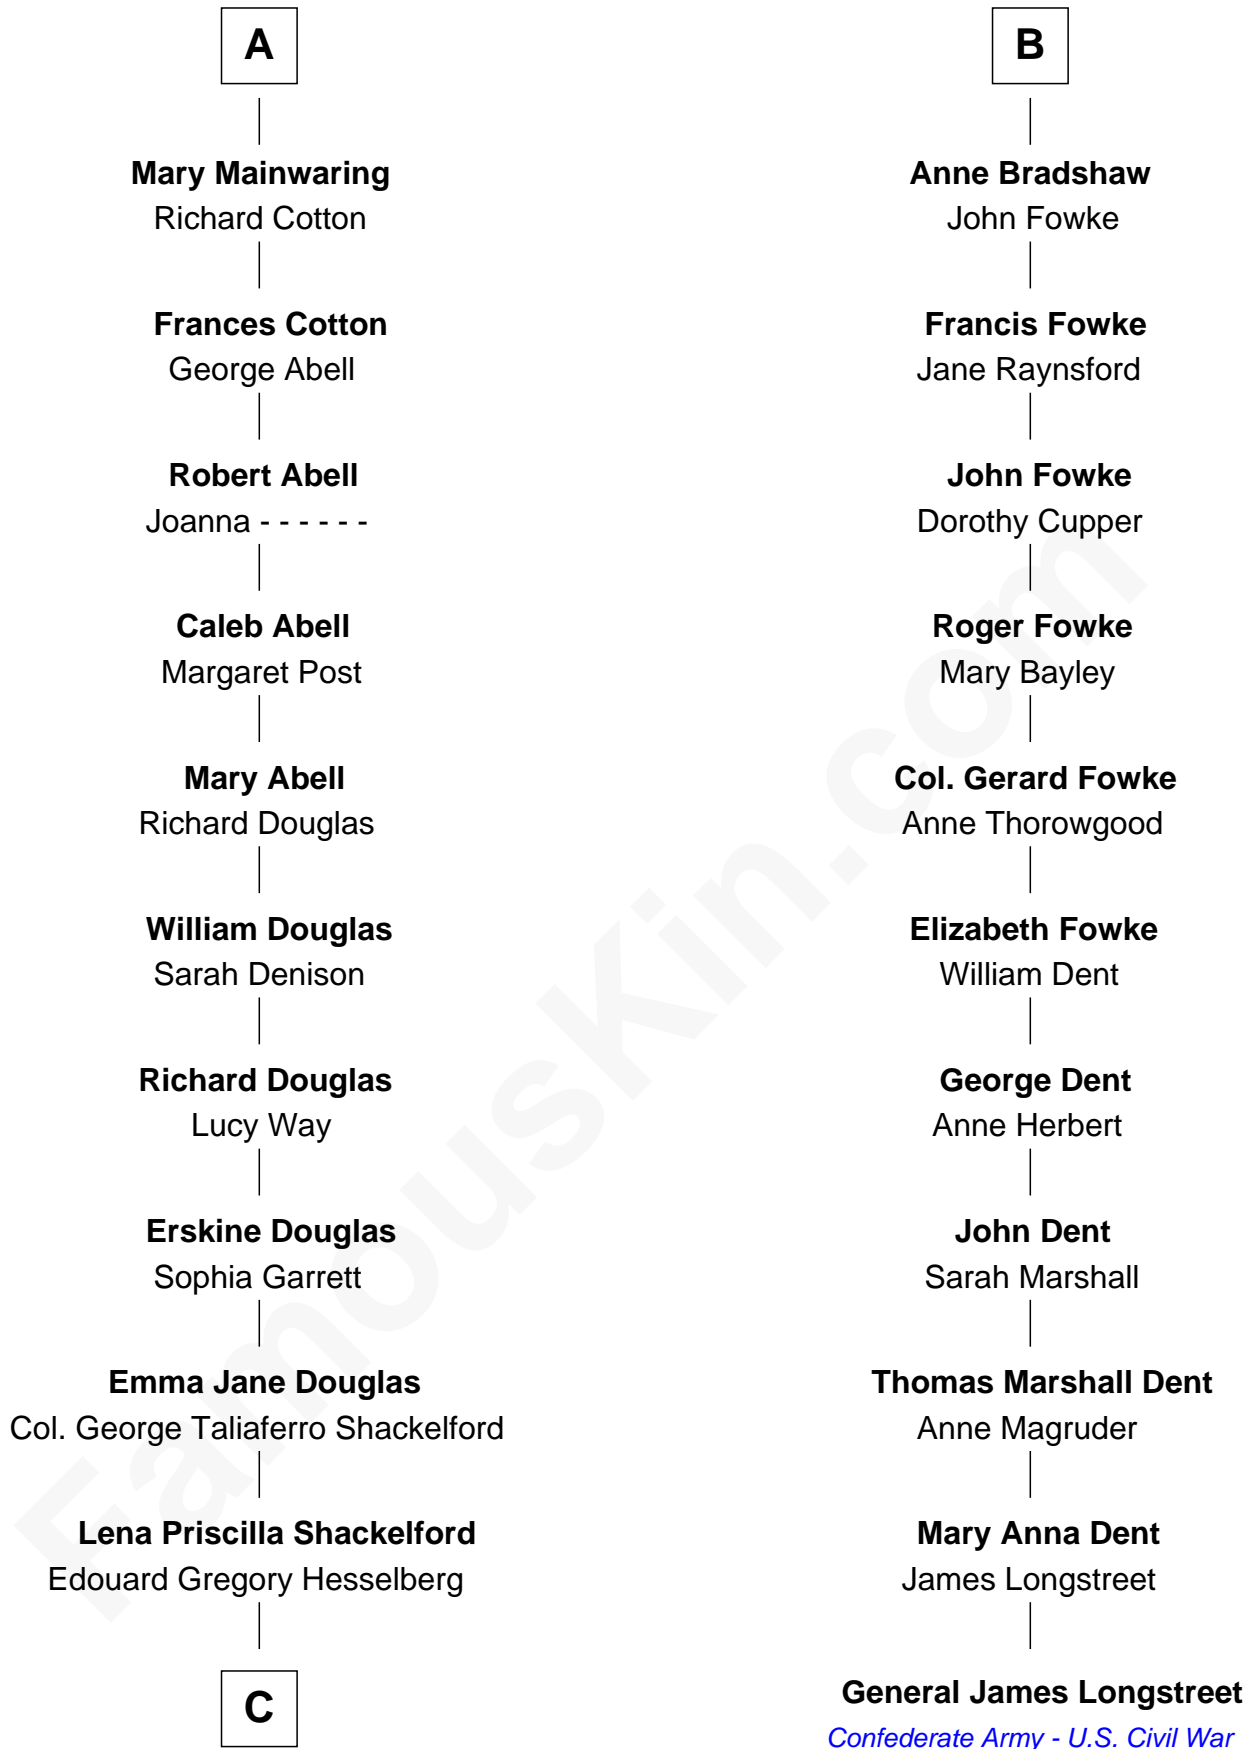 A
Mary Mainwaring
Richard Cotton
Frances Cotton
George Abell
Robert Abell
Joanna - - - - - -
Caleb Abell
Margaret Post
Mary Abell
Richard Douglas
William Douglas
Sarah Denison
Richard Douglas
Lucy Way
Erskine Douglas
Sophia Garrett
Emma Jane Douglas
Col. George Taliaferro Shackelford
Lena Priscilla Shackelford
Edouard Gregory Hesselberg
C
B
Anne Bradshaw
John Fowke
Francis Fowke
Jane Raynsford
John Fowke
Dorothy Cupper
Roger Fowke
Mary Bayley
Col. Gerard Fowke
Anne Thorowgood
Elizabeth Fowke
William Dent
George Dent
Anne Herbert
John Dent
Sarah Marshall
Thomas Marshall Dent
Anne Magruder
Mary Anna Dent
James Longstreet
General James Longstreet
Confederate Army - U.S. Civil War
FamousKin.com